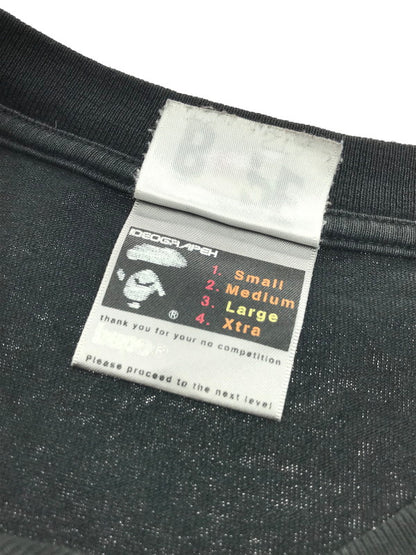 IDEOGRAPEH
1. Small
2. Medium
3. Large
4. Xtra
®
thank you for your no competition
®
Please proceed to the next level